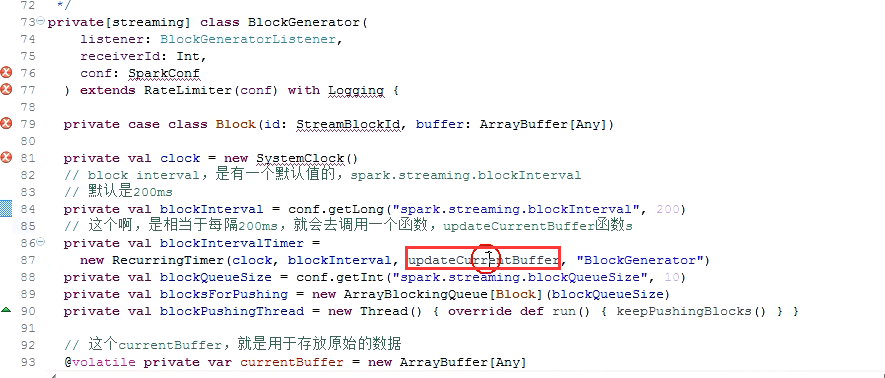 72 */
73 private[streaming] class BlockGenerator(
74 listener: BlockGeneratorListener,
75 receiverId: Int,
76 conf: SparkConf
77 ) extends RateLimiter(conf) with Logging {
78
79 private case class Block(id: StreamBlockId, buffer: ArrayBuffer[Any])
80
81 private val clock = new SystemClock()
82 // block interval，是有一个默认值的，spark.streaming.blockInterval
83 // 默认是200ms
84 private val blockInterval = conf.getLong("spark.streaming.blockInterval", 200)
85 // 这个啊，是相当于每隔200ms，就会去调用一个函数，updateCurrentBuffer函数s
86 private val blockIntervalTimer =
87 new RecurringTimer(clock, blockInterval, updateCurrentBuffer, "BlockGenerator")
88 private val blockQueueSize = conf.getInt("spark.streaming.blockQueueSize", 10)
89 private val blocksForPushing = new ArrayBlockingQueue[Block](blockQueueSize)
90 private val blockPushingThread = new Thread() { override def run() { keepPushingBlocks() } }
91
92 // 这个currentBuffer，就是用于存放原始的数据
93 @volatile private var currentBuffer = new ArrayBuffer[Any]